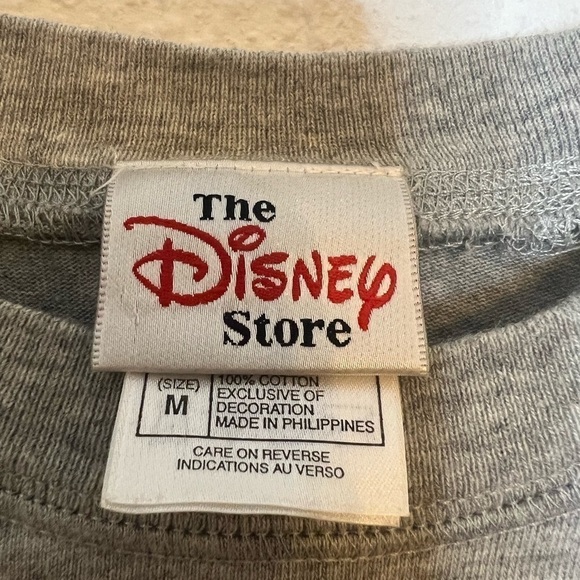 The
Disney
Store
(SIZE)
M
100% COTTON
EXCLUSIVE OF
DECORATION
MADE IN PHILIPPINES
CARE ON REVERSE
INDICATIONS AU VERSO